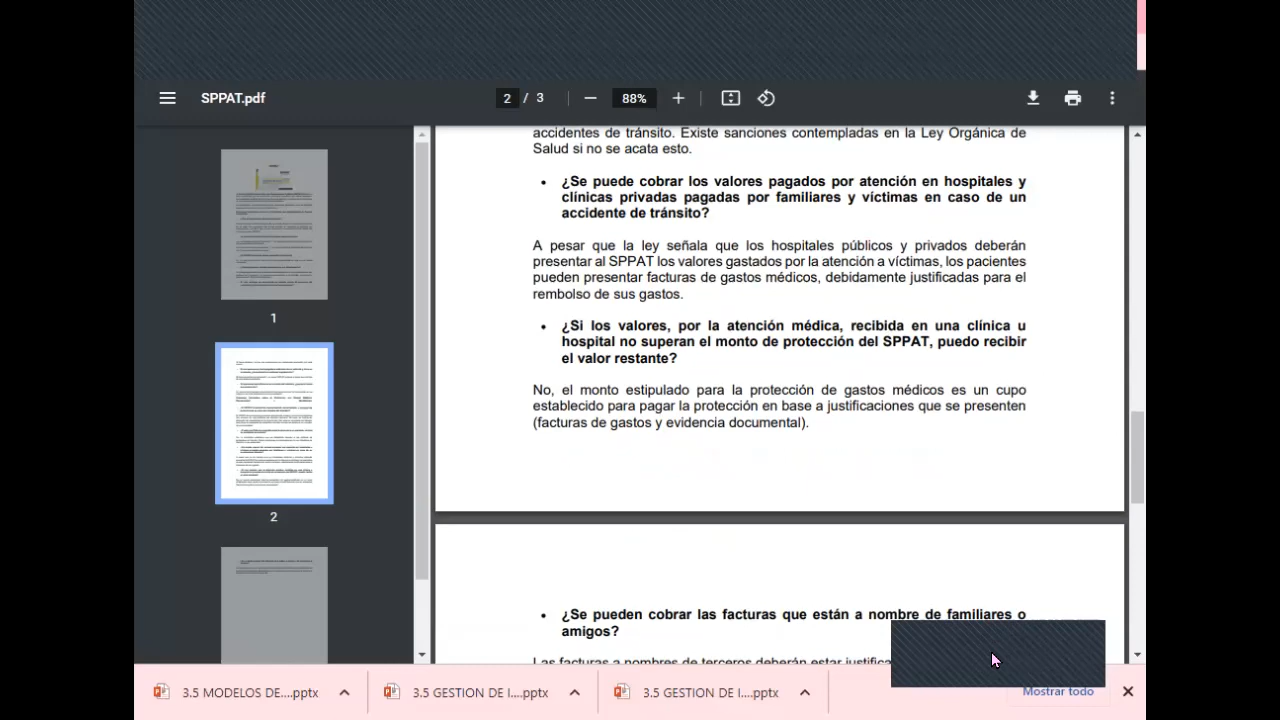 SPPAT.pdf
2 / 3
88%
accidentes de tránsito. Existe sanciones contempladas en la Ley Orgánica de
Salud si no se acata esto.
• ¿Se puede cobrar los valores pagados por atención en hospitales y
clínicas privadas pagadas por familiares y víctimas en caso de un
accidente de tránsito?
A pesar que la ley señala que los hospitales públicos y privados deberán
presentar al SPPAT los valores gastados por la atención a víctimas, los pacientes
pueden presentar facturas de gastos médicos, debidamente justificadas para el
rembolso de sus gastos.
• ¿Si los valores, por la atención médica, recibida en una clínica u
hospital no superan el monto de protección del SPPAT, puedo recibir
el valor restante?
No, el monto estipulado para la protección de gastos médicos es un cupo
establecido para pagar la protección en base a justificaciones que se presenten
(facturas de gastos y evidencia documental).
• ¿Se pueden cobrar las facturas que están a nombre de familiares o
amigos?
Las facturas a nombres de terceros deberán estar
1
2
3.5 MODELOS DE....pptx
3.5 GESTION DE I....pptx
3.5 GESTION DE I....pptx
Mostrar todo